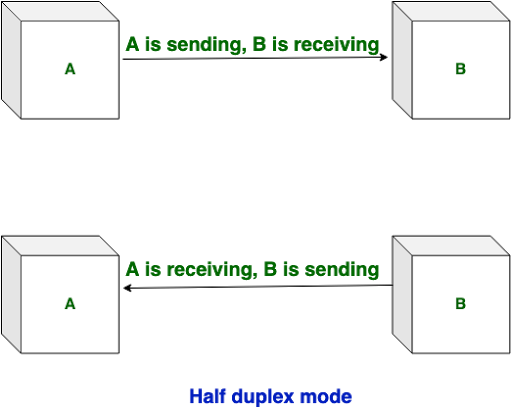 A is sending, B is receiving
A
B
A is receiving, B is sending
A
B
Half duplex mode